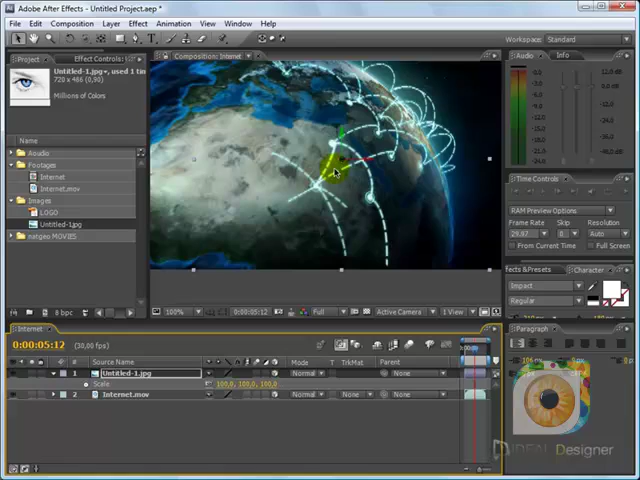 Adobe After Effects - Untitled Project.aep *
File Edit Composition Layer Effect Animation View Window Help
Workspace: Standard
Project Effect Controls:
Composition: Internet
Audio Info
Untitled-1.jpg, used 1 tim
720 x 486 (0,90)
Millions of Colors
Name
Audio
Footages
Internet
Internet.mov
Images
LOGO
Untitled-1.jpg
natgeo MOVIES
8 bpc
100% 0:00:05:12 Full Active Camera 1 View
Time Controls
RAM Preview Options
Frame Rate Skip Resolution
29,97 0 Auto
From Current Time Full Screen
Effects & Presets Character
Impact
Regular
Paragraph
Internet
0:00:05:12 (30,00 fps)
# Source Name Mode T TrkMat Parent
1 Untitled-1.jpg Normal None
Scale 100,0, 100,0, 100,0%
2 Internet.mov Normal None None
IDEAL Designer